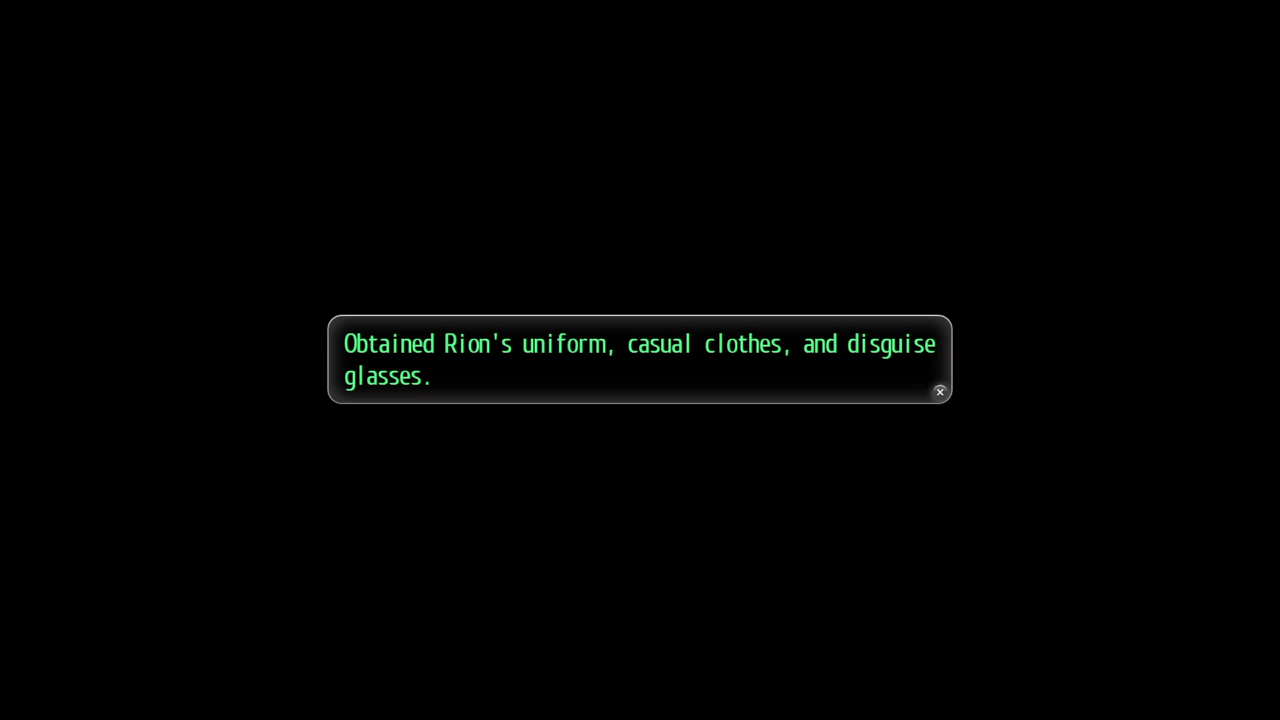 Obtained Rion's uniform, casual clothes, and disguise
glasses.